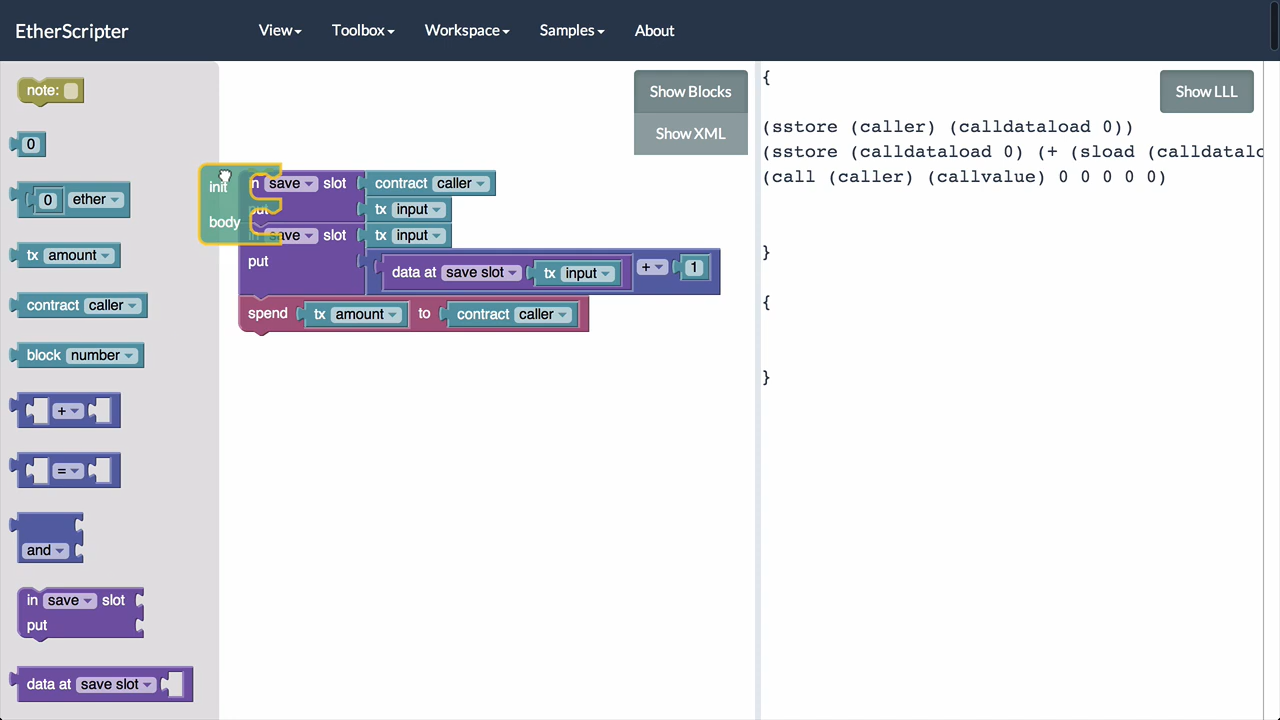 EtherScripter View Toolbox Workspace Samples About
note:
0
0 ether
tx amount
contract caller
block number
+
=
and
in save slot
put
data at save slot
init
body
n save slot contract caller
put tx input
in save slot tx input
put data at save slot tx input + 1
spend tx amount to contract caller
Show Blocks
Show XML
Show LLL
{
(sstore (caller) (calldataload 0))
(sstore (calldataload 0) (+ (sload (calldatalo
(call (caller) (callvalue) 0 0 0 0 0)
}
{
}